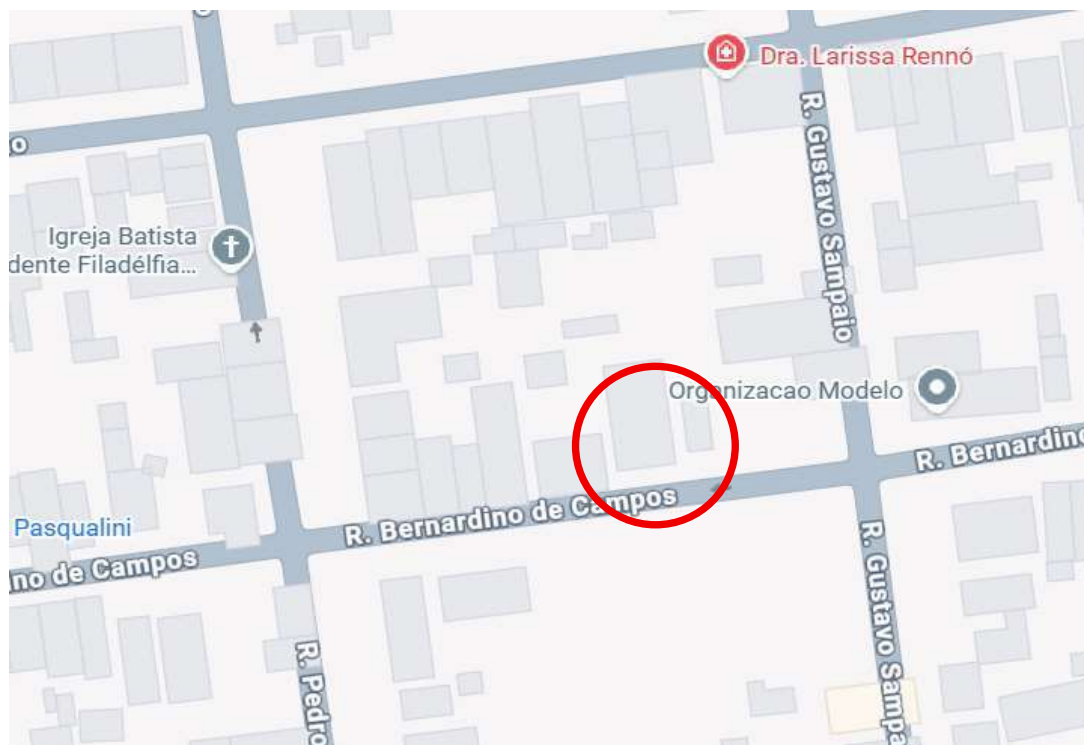 Dra. Larissa Rennó
R. Gustavo Sampaio
Igreja Batista
dente Filadélfia...
Organizacao Modelo
R. Bernardino
R. Bernardino de Campos
Pasqualini
no de Campos
R. Gustavo Sampa
R. Pedro